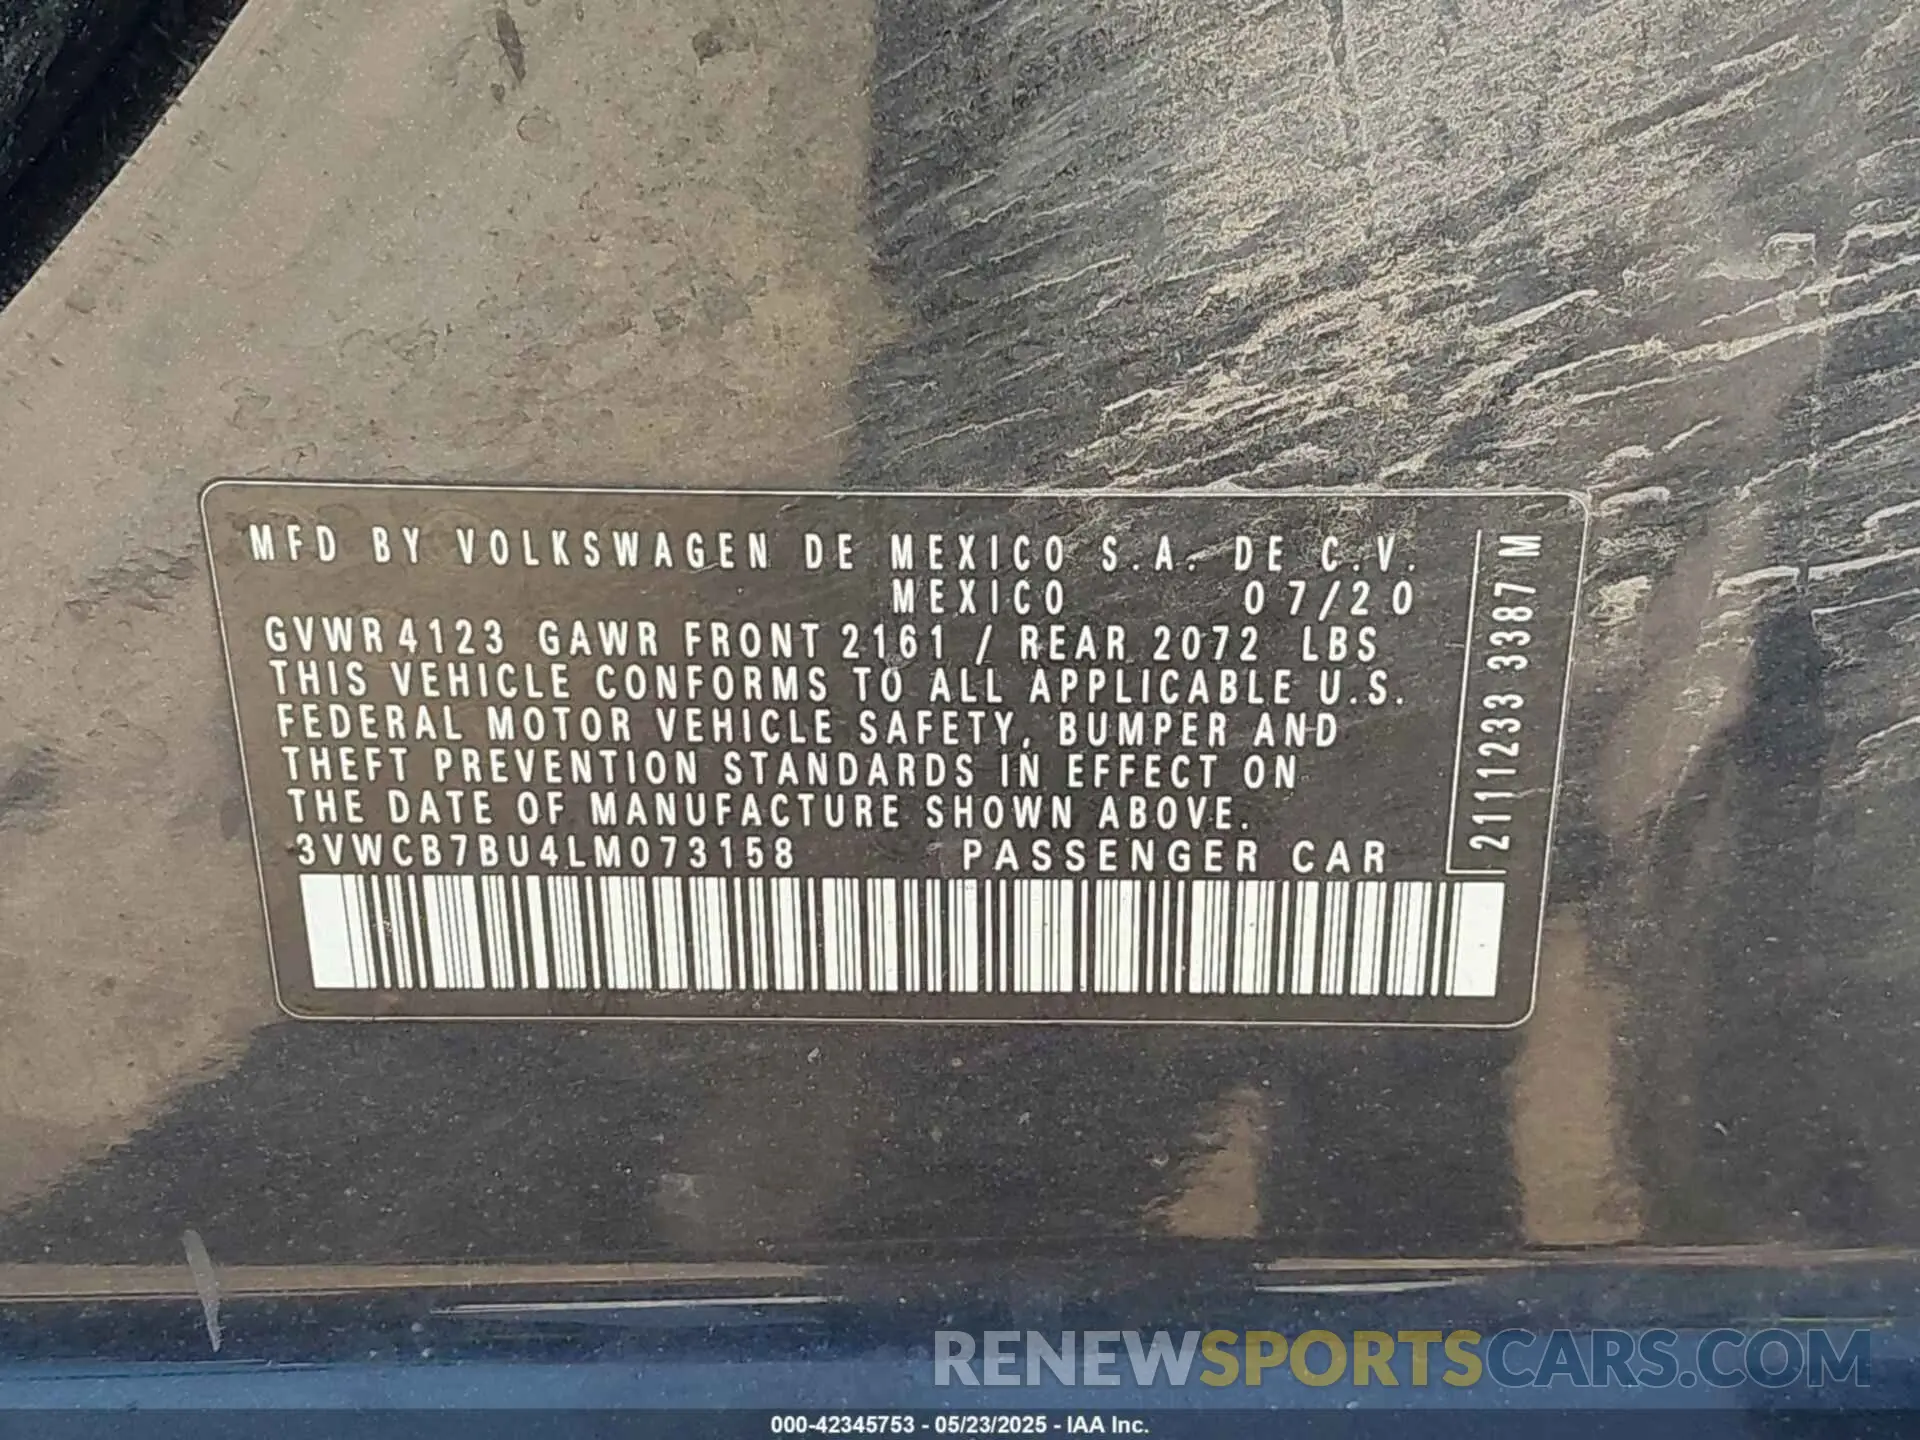 MFD BY VOLKSWAGEN DE MEXICO S.A. DE C.V.
MEXICO 07/20
GVWR 4123 GAWR FRONT 2161 / REAR 2072 LBS
THIS VEHICLE CONFORMS TO ALL APPLICABLE U.S.
FEDERAL MOTOR VEHICLE SAFETY, BUMPER AND
THEFT PREVENTION STANDARDS IN EFFECT ON
THE DATE OF MANUFACTURE SHOWN ABOVE.
3VWCB7BU4LM073158 PASSENGER CAR
2111233 3387 M
RENEWSPORTSCARS.COM
000-42345753 - 05/23/2025 - IAA Inc.